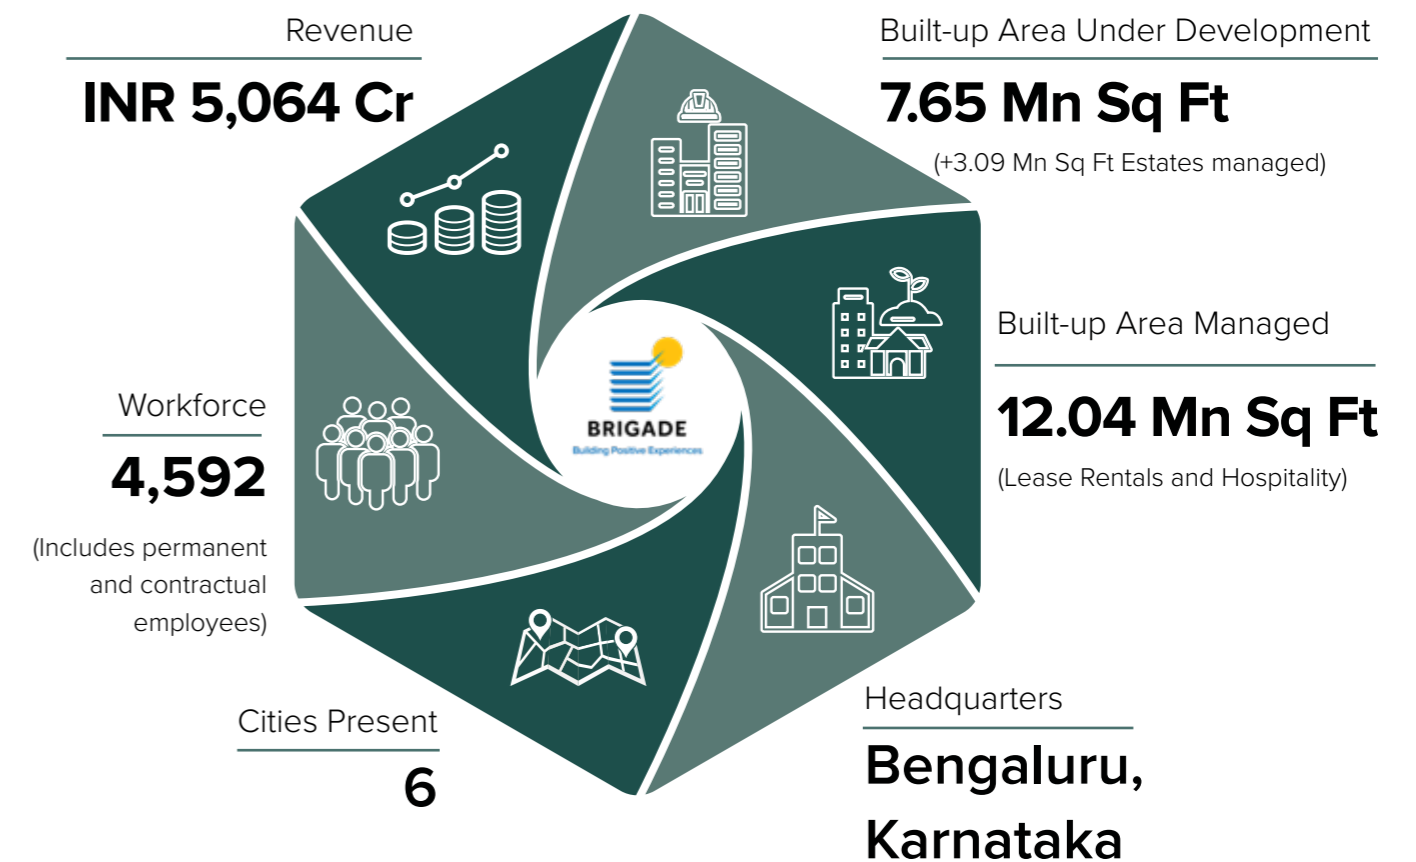 Revenue
INR 5,064 Cr
Built-up Area Under Development
7.65 Mn Sq Ft
(+3.09 Mn Sq Ft Estates managed)
Built-up Area Managed
12.04 Mn Sq Ft
(Lease Rentals and Hospitality)
Workforce
4,592
(Includes permanent
and contractual
employees)
BRIGADE
Building Positive Experiences
Cities Present
6
Headquarters
Bengaluru,
Karnataka